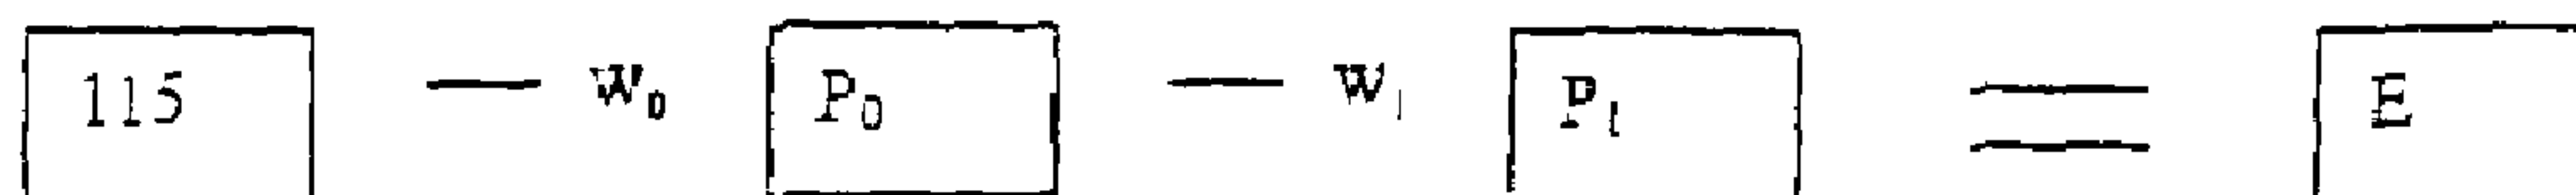 115 — w₀ P₀ — w₁ P₁ = E